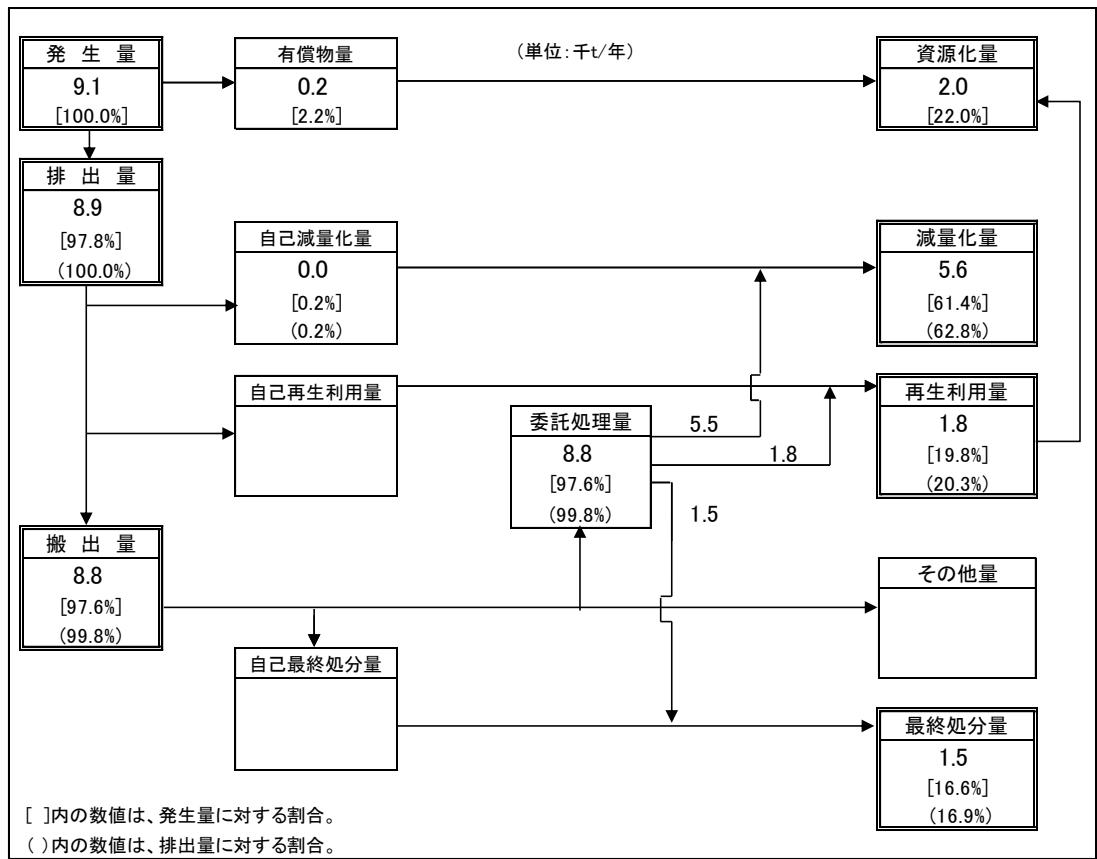 発 生 量
9.1
[100.0%]
有償物量
0.2
[2.2%]
(単位：千t/年)
資源化量
2.0
[22.0%]
排 出 量
8.9
[97.8%]
(100.0%)
自己減量化量
0.0
[0.2%]
(0.2%)
減量化量
5.6
[61.4%]
(62.8%)
自己再生利用量
委託処理量
8.8
[97.6%]
(99.8%)
5.5
1.8
1.5
再生利用量
1.8
[19.8%]
(20.3%)
搬 出 量
8.8
[97.6%]
(99.8%)
その他量
自己最終処分量
最終処分量
1.5
[16.6%]
(16.9%)
[ ]内の数値は、発生量に対する割合。
( )内の数値は、排出量に対する割合。